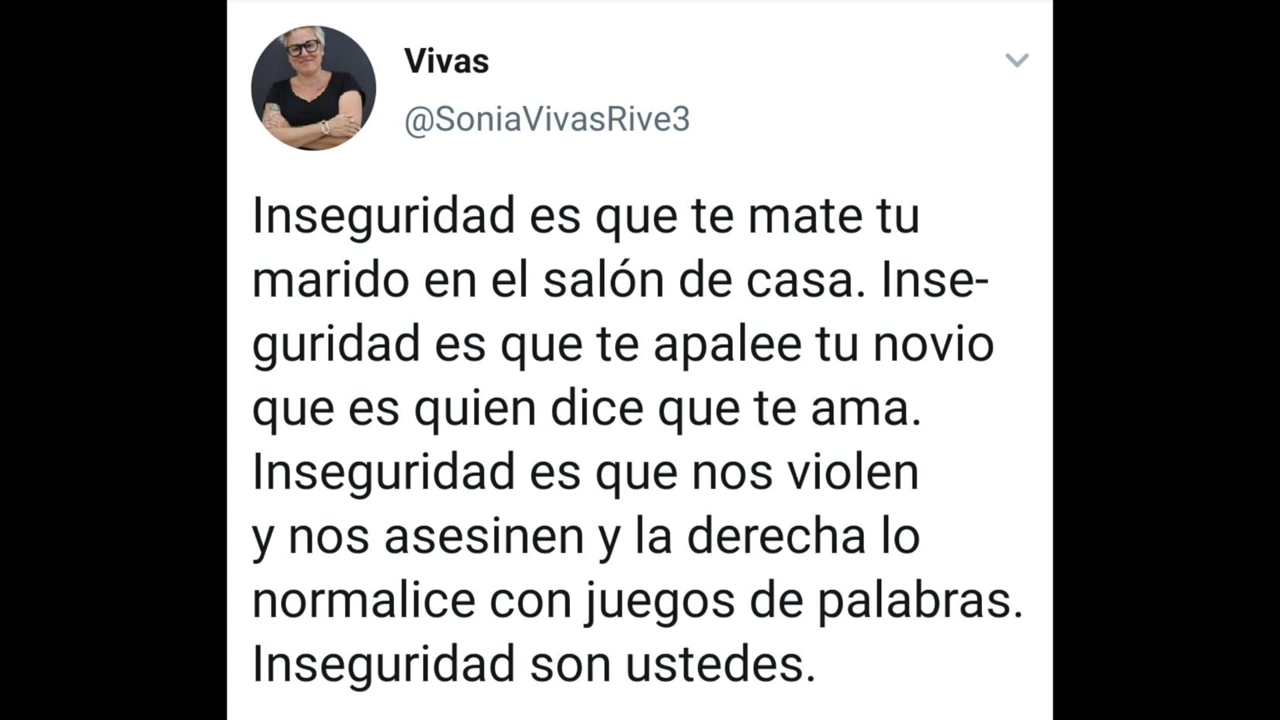 Vivas
@SoniaVivasRive3
Inseguridad es que te mate tu
marido en el salón de casa. Inse-
guridad es que te apalee tu novio
que es quien dice que te ama.
Inseguridad es que nos violen
y nos asesinen y la derecha lo
normalice con juegos de palabras.
Inseguridad son ustedes.